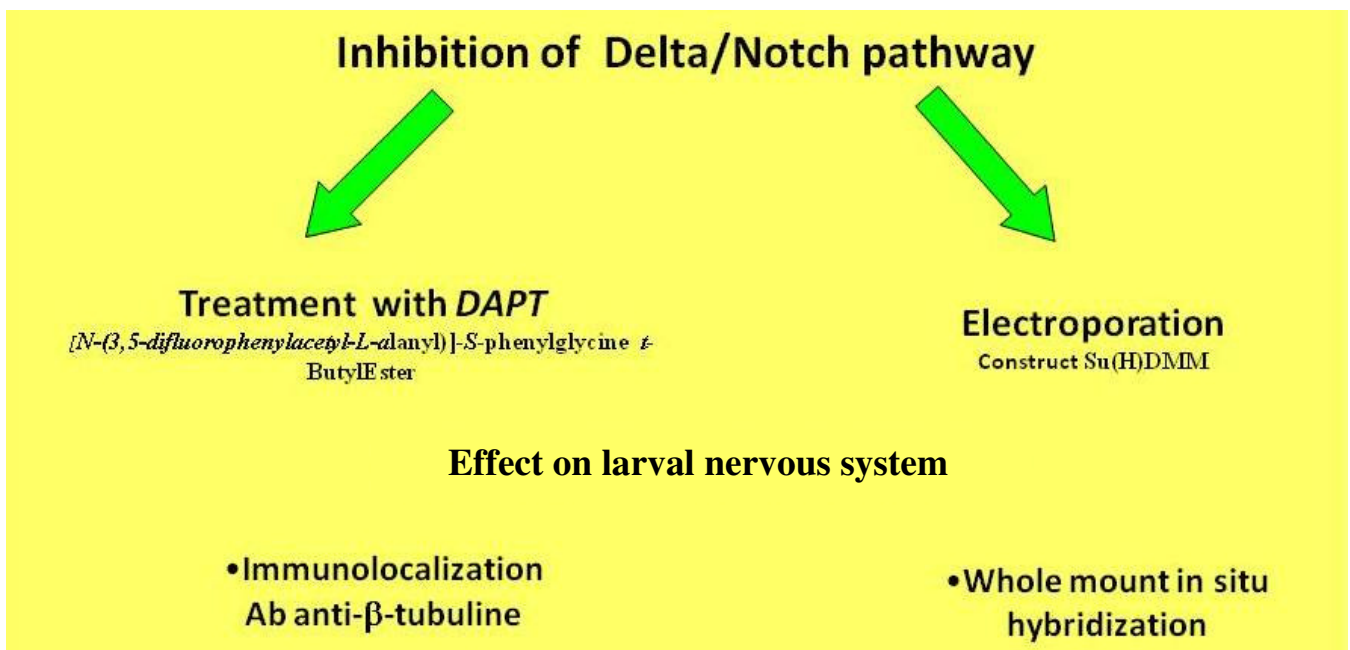 Inhibition of Delta/Notch pathway
Treatment with DAPT
[N-(3,5-difluorophenylacetyl-L-alanyl)]-S-phenylglycine t-
ButylEster
Electroporation
Construct Su(H)DMM
Effect on larval nervous system
•Immunolocalization
Ab anti-β-tubuline
•Whole mount in situ
hybridization